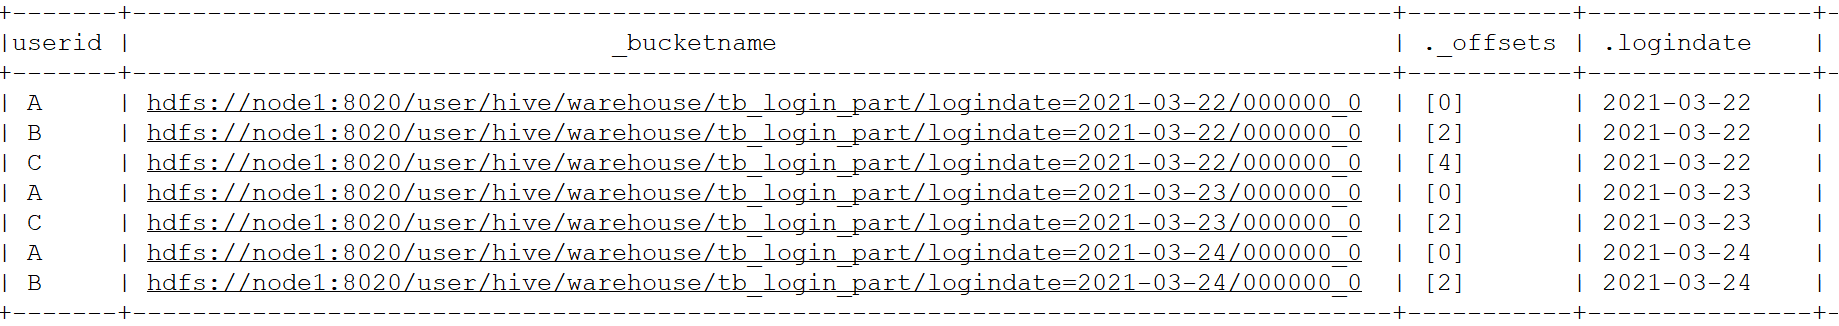 +-------+------------------------------------------------------------------------------------+-----------+---------------+-
|userid | _bucketname | ._offsets | .logindate |
+-------+------------------------------------------------------------------------------------+-----------+---------------+-
| A | hdfs://node1:8020/user/hive/warehouse/tb_login_part/logindate=2021-03-22/000000_0 | [0] | 2021-03-22 |
| B | hdfs://node1:8020/user/hive/warehouse/tb_login_part/logindate=2021-03-22/000000_0 | [2] | 2021-03-22 |
| C | hdfs://node1:8020/user/hive/warehouse/tb_login_part/logindate=2021-03-22/000000_0 | [4] | 2021-03-22 |
| A | hdfs://node1:8020/user/hive/warehouse/tb_login_part/logindate=2021-03-23/000000_0 | [0] | 2021-03-23 |
| C | hdfs://node1:8020/user/hive/warehouse/tb_login_part/logindate=2021-03-23/000000_0 | [2] | 2021-03-23 |
| A | hdfs://node1:8020/user/hive/warehouse/tb_login_part/logindate=2021-03-24/000000_0 | [0] | 2021-03-24 |
| B | hdfs://node1:8020/user/hive/warehouse/tb_login_part/logindate=2021-03-24/000000_0 | [2] | 2021-03-24 |
+-------+------------------------------------------------------------------------------------+-----------+---------------+-